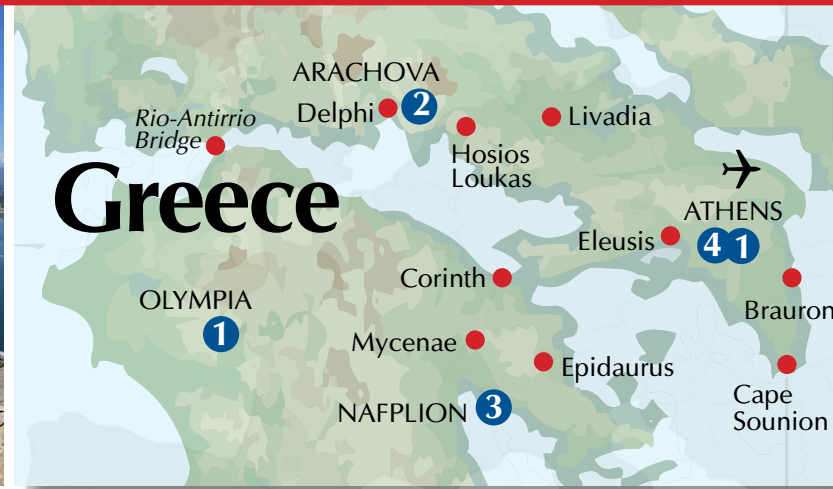 ARACHOVA
Delphi 2
Rio-Antirrio
Bridge
Livadia
Hosios
Loukas
Greece
ATHENS
4 1
Eleusis
Corinth
Brauron
OLYMPIA
1
Mycenae
Epidaurus
NAFPLION 3
Cape
Sounion